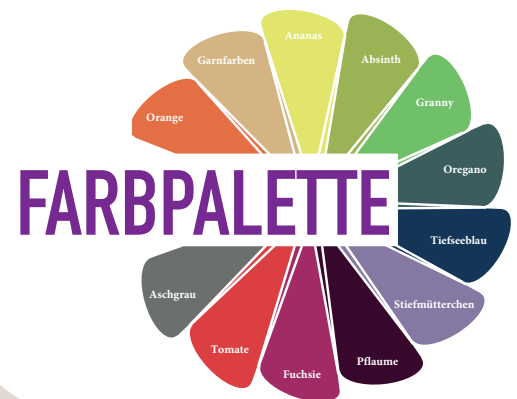 Ananas
Absinth
Garnfarben
Granny
Orange
Oregano
FARBPALETTE
Tiefseeblau
Aschgrau
Stiefmütterchen
Tomate
Pflaume
Fuchsie